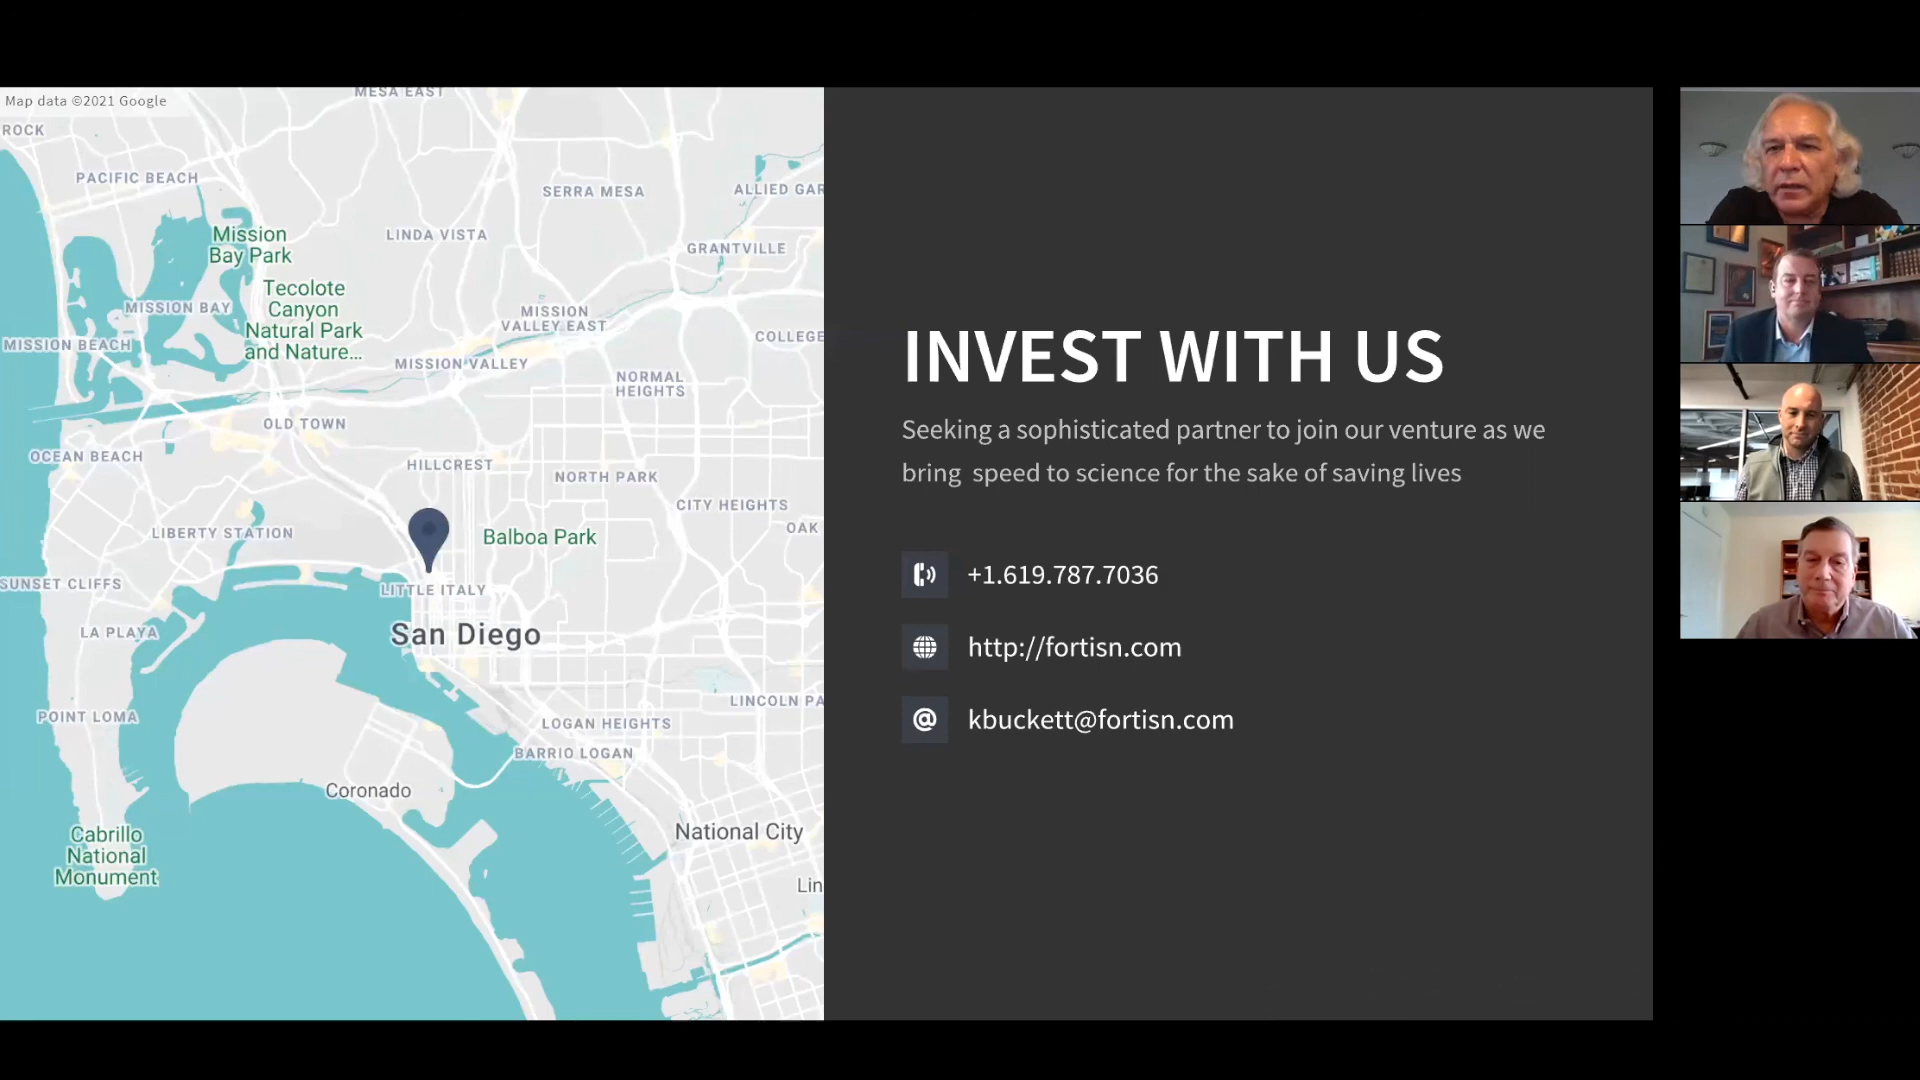 Map data ©2021 Google
MESA EAST
ROCK
PACIFIC BEACH
SERRA MESA
ALLIED GAR
Mission
Bay Park
LINDA VISTA
GRANTVILLE
Tecolote
Canyon
Natural Park
and Nature...
MISSION BAY
MISSION
VALLEY EAST
COLLEGE
MISSION BEACH
MISSION VALLEY
NORMAL
HEIGHTS
OLD TOWN
OCEAN BEACH
HILLCREST
NORTH PARK
CITY HEIGHTS
OAK
LIBERTY STATION
Balboa Park
SUNSET CLIFFS
LITTLE ITALY
LA PLAYA
San Diego
LINCOLN PA
POINT LOMA
LOGAN HEIGHTS
BARRIO LOGAN
Coronado
National City
Cabrillo
National
Monument
Lin
INVEST WITH US
Seeking a sophisticated partner to join our venture as we
bring speed to science for the sake of saving lives
+1.619.787.7036
http://fortisn.com
@ kbuckett@fortisn.com